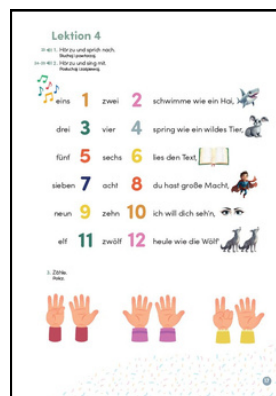 Lektion 4
1. Hör zu und sprich nach.
2. Hör zu und sing mit.
eins 1 zwei 2 schwimme wie ein Hai,
drei 3 vier 4 spring wie ein wildes Tier,
fünf 5 sechs 6 lies den Text,
sieben 7 acht 8 du hast große Macht,
neun 9 zehn 10 ich will dich seh'n,
elf 11 zwölf 12 heule wie die Wölf'
3. Zähle.